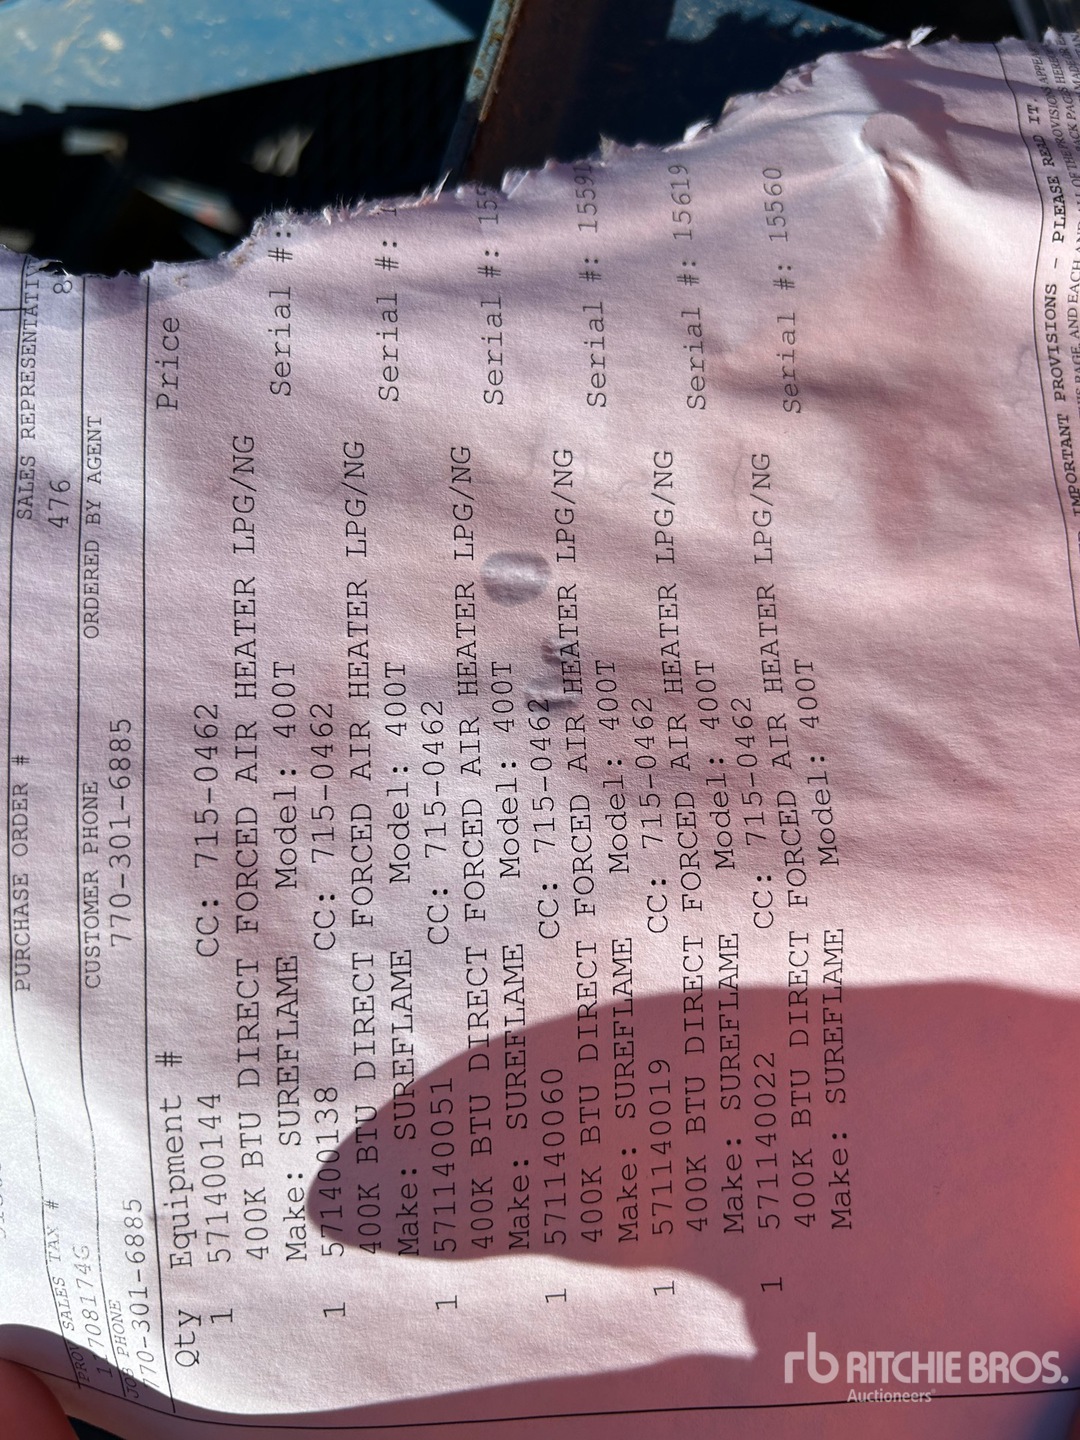 PURCHASE ORDER # SALES REPRESENTATIV
SALES TAX # 476 8
CUSTOMER PHONE ORDERED BY AGENT
JOB PHONE 770-301-6885
770-301-6885
Qty Equipment # Price
1 571400144 CC: 715-0462
400K BTU DIRECT FORCED AIR HEATER LPG/NG
Make: SUREFLAME Model: 400T Serial #:
1 571400138 CC: 715-0462
400K BTU DIRECT FORCED AIR HEATER LPG/NG
Make: SUREFLAME Model: 400T Serial #: 1
1 571140051 CC: 715-0462
400K BTU DIRECT FORCED AIR HEATER LPG/NG
Make: SUREFLAME Model: 400T Serial #: 15
1 571140060 CC: 715-0462
400K BTU DIRECT FORCED AIR HEATER LPG/NG
Make: SUREFLAME Model: 400T Serial #: 1559
1 571140019 CC: 715-0462
400K BTU DIRECT FORCED AIR HEATER LPG/NG
Make: SUREFLAME Model: 400T Serial #: 15619
1 571140022 CC: 715-0462
400K BTU DIRECT FORCED AIR HEATER LPG/NG
Make: SUREFLAME Model: 400T Serial #: 15560
IMPORTANT PROVISIONS - PLEASE READ IT.
rb RITCHIE BROS.
Auctioneers